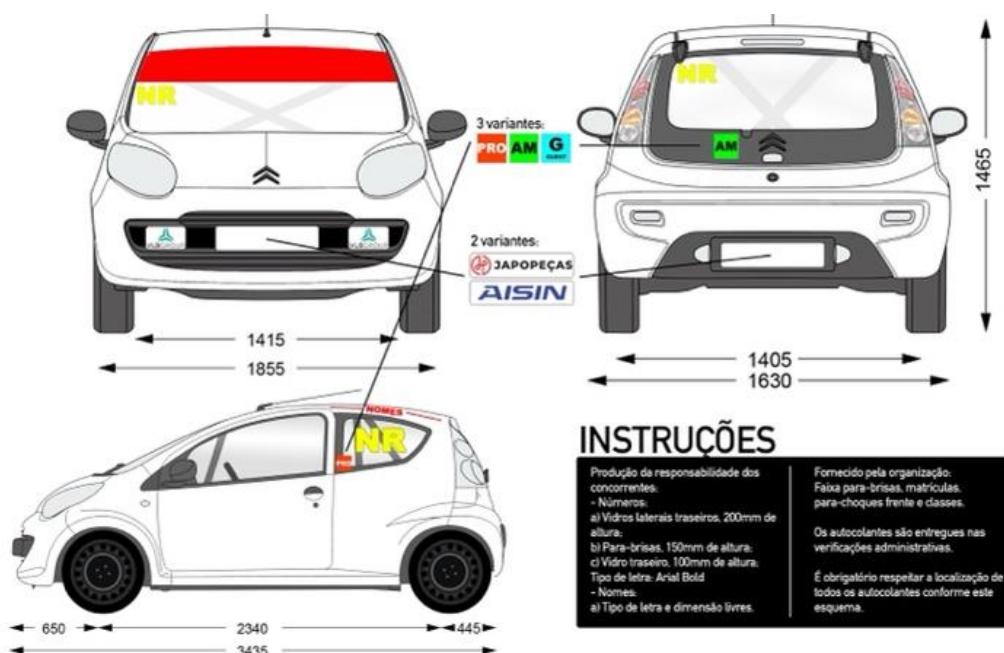 NR
NR
3 variantes:
PRO AM G
GUEST
AM
2 variantes:
JAPOPEÇAS
AISIN
1465
1415
1855
1405
1630
NOMES
NR
PRO
650
2340
445
3435
INSTRUÇÕES
Produção da responsabilidade dos
concorrentes:
- Números:
a) Vidros laterais traseiros, 200mm de
altura;
b) Para-brisas, 150mm de altura;
c) Vidro traseiro, 100mm de altura;
Tipo de letra: Arial Bold
- Nomes:
a) Tipo de letra e dimensão livres.
Fornecido pela organização:
Faixa para-brisas, matrículas,
para-choques frente e classes.
Os autocolantes são entregues nas
verificações administrativas.
É obrigatório respeitar a localização de
todos os autocolantes conforme este
esquema.